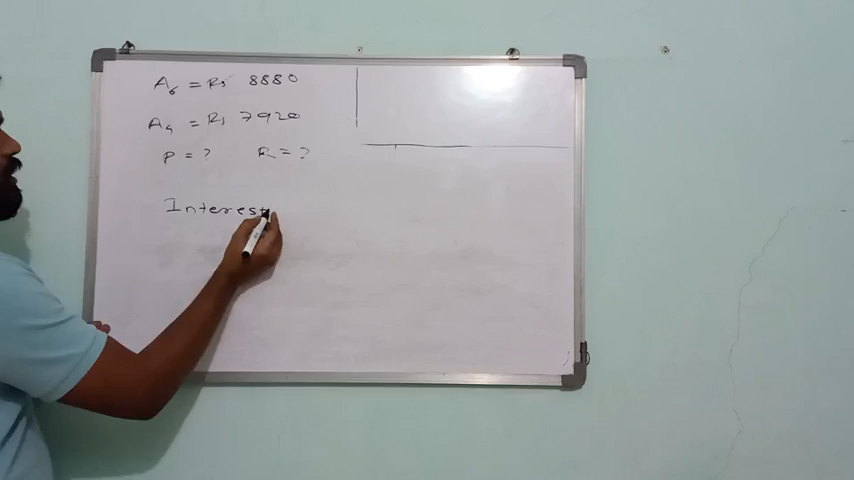 A₆ = Rs 8880
A₄ = Rs 7920
P = ? R = ?
Interest